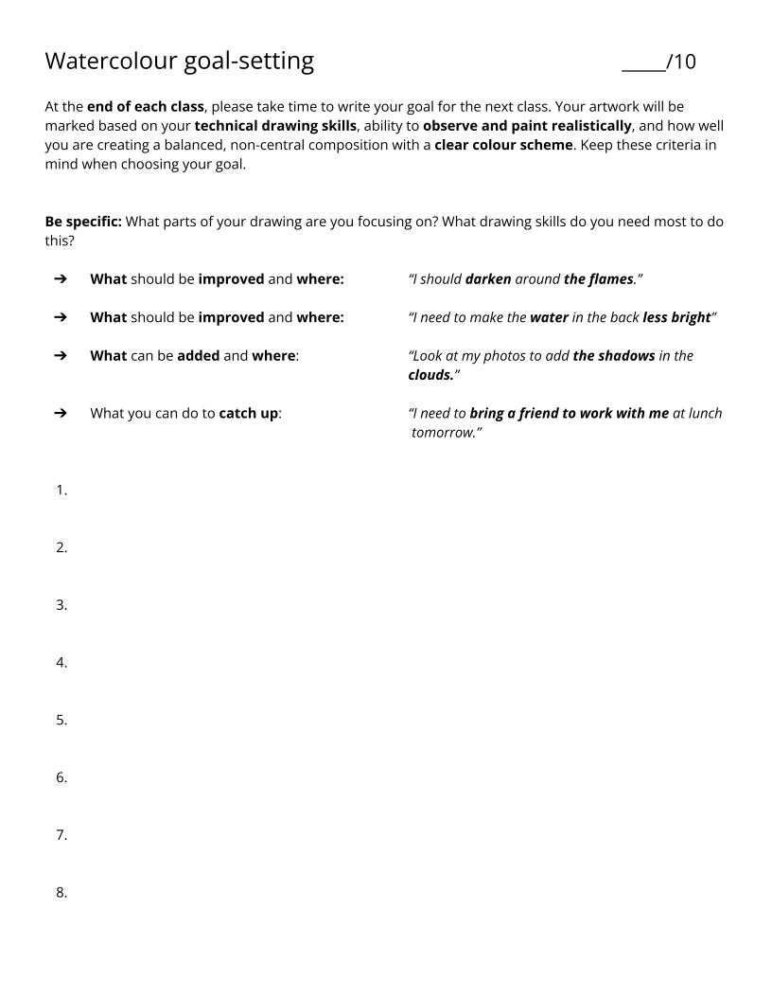 Watercolour goal-setting _____/10
At the end of each class, please take time to write your goal for the next class. Your artwork will be
marked based on your technical drawing skills, ability to observe and paint realistically, and how well
you are creating a balanced, non-central composition with a clear colour scheme. Keep these criteria in
mind when choosing your goal.
Be specific: What parts of your drawing are you focusing on? What drawing skills do you need most to do
this?
➔ What should be improved and where: “I should darken around the flames.”
➔ What should be improved and where: “I need to make the water in the back less bright”
➔ What can be added and where: “Look at my photos to add the shadows in the
clouds.”
➔ What you can do to catch up: “I need to bring a friend to work with me at lunch
tomorrow.”
1.
2.
3.
4.
5.
6.
7.
8.